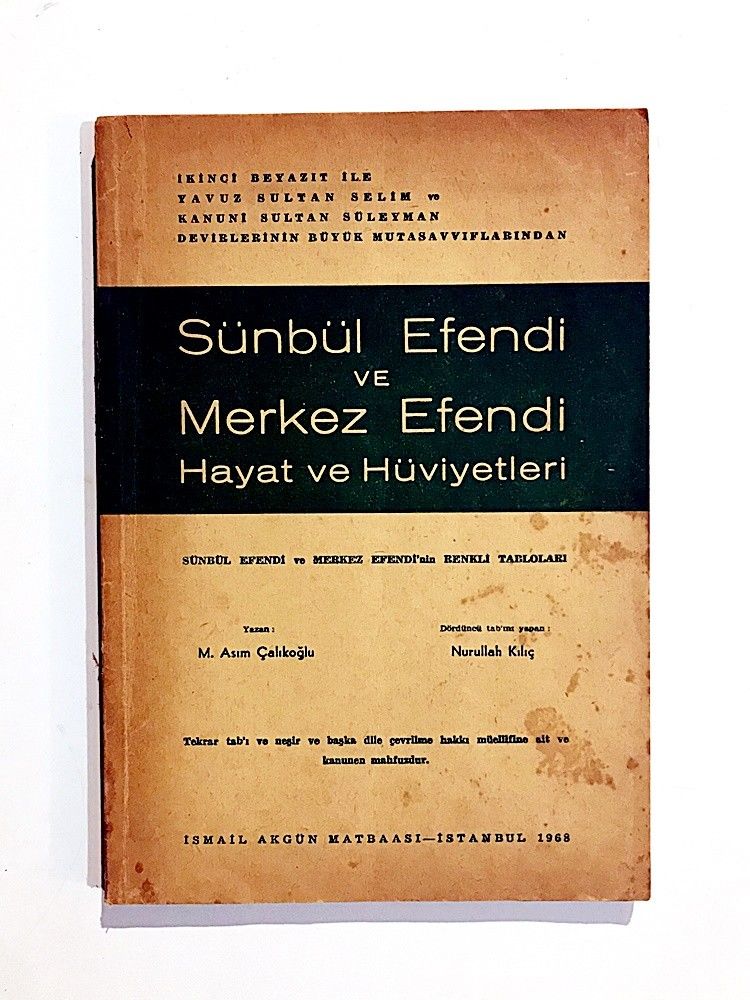 İKİNÇİ BEYAZIT İLE
YAVUZ SULTAN SELİM ve
KANUNİ SULTAN SÜLEYMAN
DEVİRLERİNİN BÜYÜK MUTASAVVIFLARINDAN
Sünbül Efendi
VE
Merkez Efendi
Hayat ve Hüviyetleri
SÜNBÜL EFENDİ ve MERKEZ EFENDİ'nin RENKLİ TABLOLARI
Yazan : Dördüncü tab'ını yapan :
M. Asım Çalıkoğlu Nurullah Kılıç
Tekrar tab'ı ve neşir ve başka dile çevrilme hakkı müellifine ait ve
kanunen mahfuzdur.
İSMAİL AKGÜN MATBAASI—İSTANBUL 1968